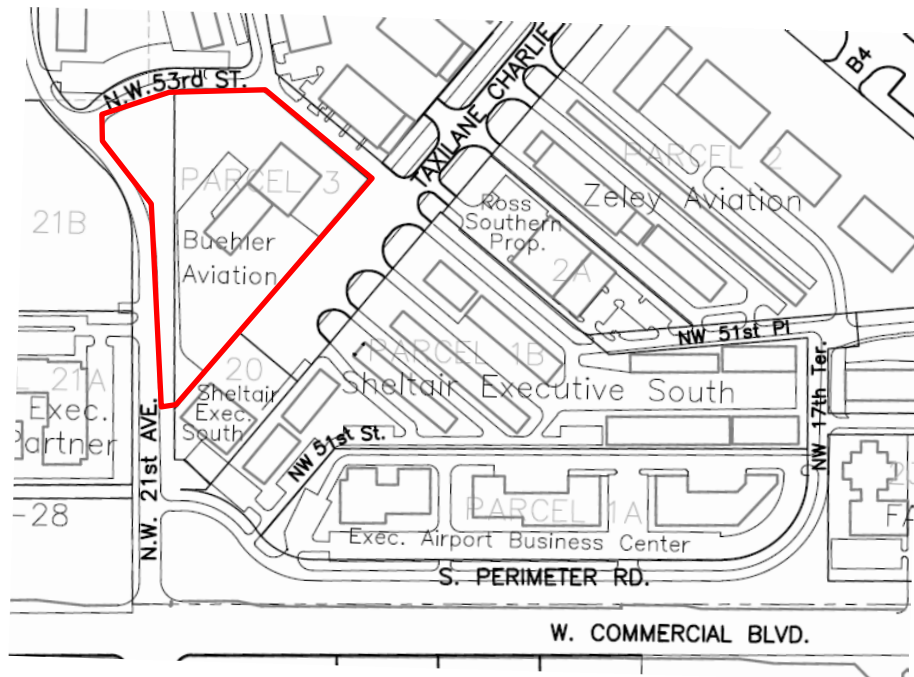 N.W. 53rd ST.
TAXILANE CHARLIE
B4
PARCEL 2
Zeley Aviation
PARCEL 3
Buehler
Aviation
Ross
Southern
Prop.
2A
21B
NW 51st Pl
PARCEL 1B
Sheltair Executive South
20
Sheltair
Exec.
South
L 21A
Exec.
Partner
NW 51st St.
NW 17th Ter.
N.W. 21st AVE.
-28
PARCEL 1A
Exec. Airport Business Center
FA
S. PERIMETER RD.
W. COMMERCIAL BLVD.